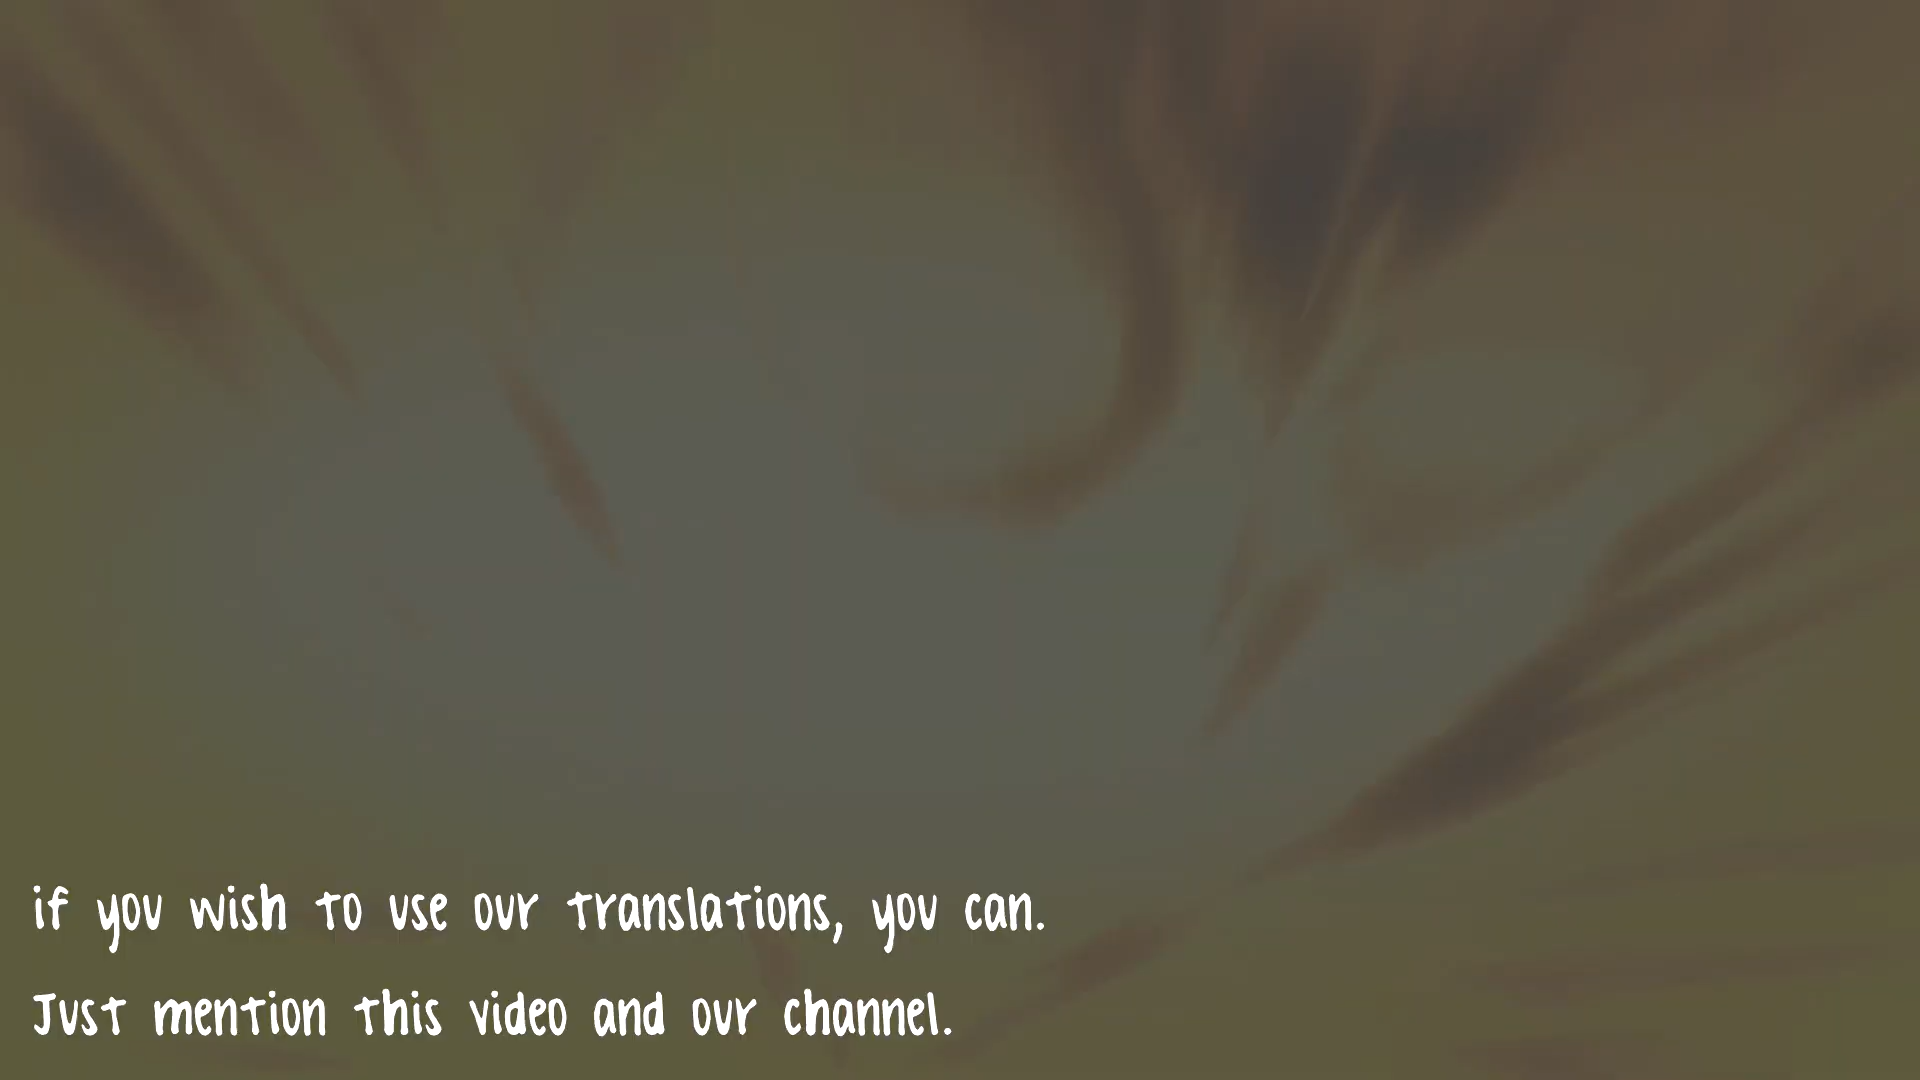 if you wish to use our translations, you can.
Just mention this video and our channel.